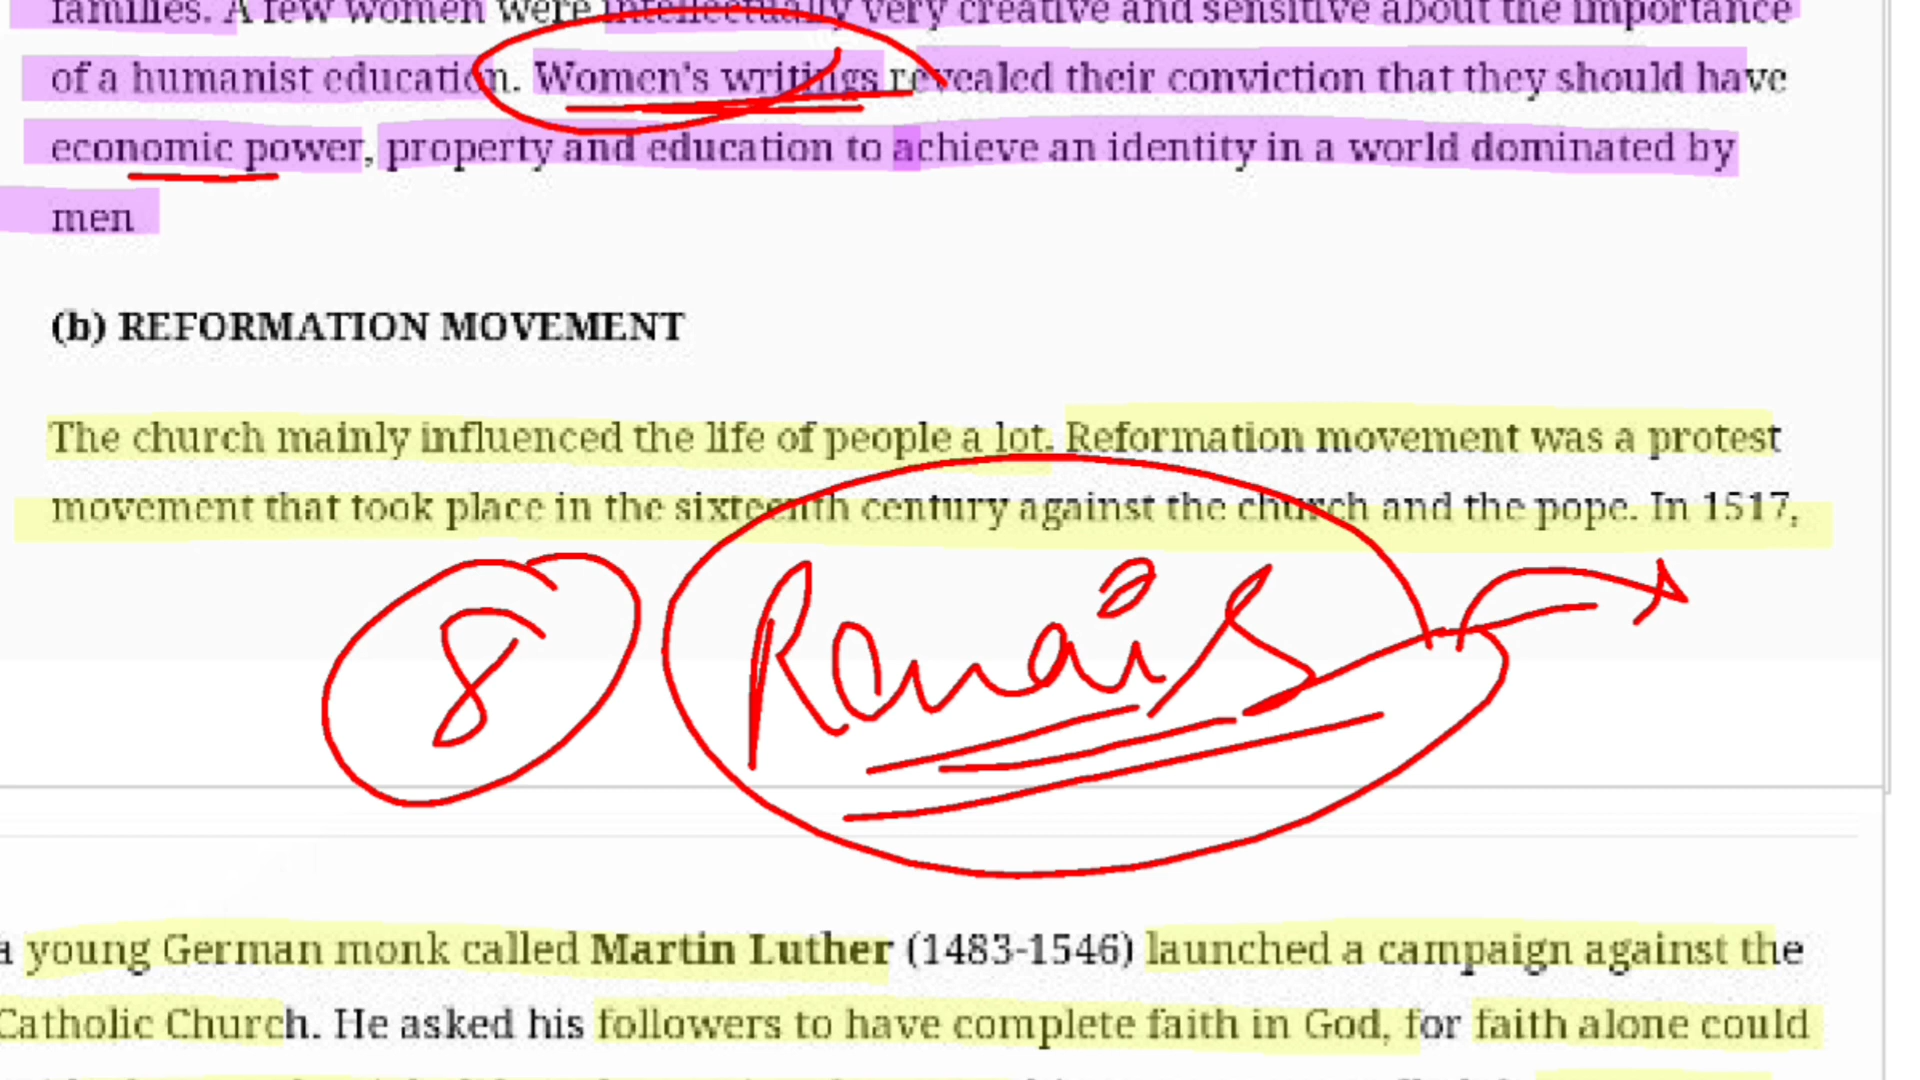 families. A few women were intellectually very creative and sensitive about the importance
of a humanist education. Women's writings revealed their conviction that they should have
economic power, property and education to achieve an identity in a world dominated by
men
(b) REFORMATION MOVEMENT
The church mainly influenced the life of people a lot. Reformation movement was a protest
movement that took place in the sixteenth century against the church and the pope. In 1517,
8 Renais
a young German monk called Martin Luther (1483-1546) launched a campaign against the
Catholic Church. He asked his followers to have complete faith in God, for faith alone could